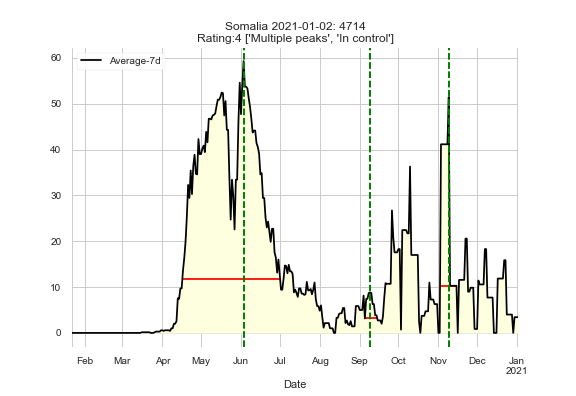 Somalia 2021-01-02: 4714
Rating:4 ['Multiple peaks', 'In control']
Average-7d
60
50
40
30
20
10
0
Feb Mar Apr May Jun Jul Aug Sep Oct Nov Dec Jan
2021
Date